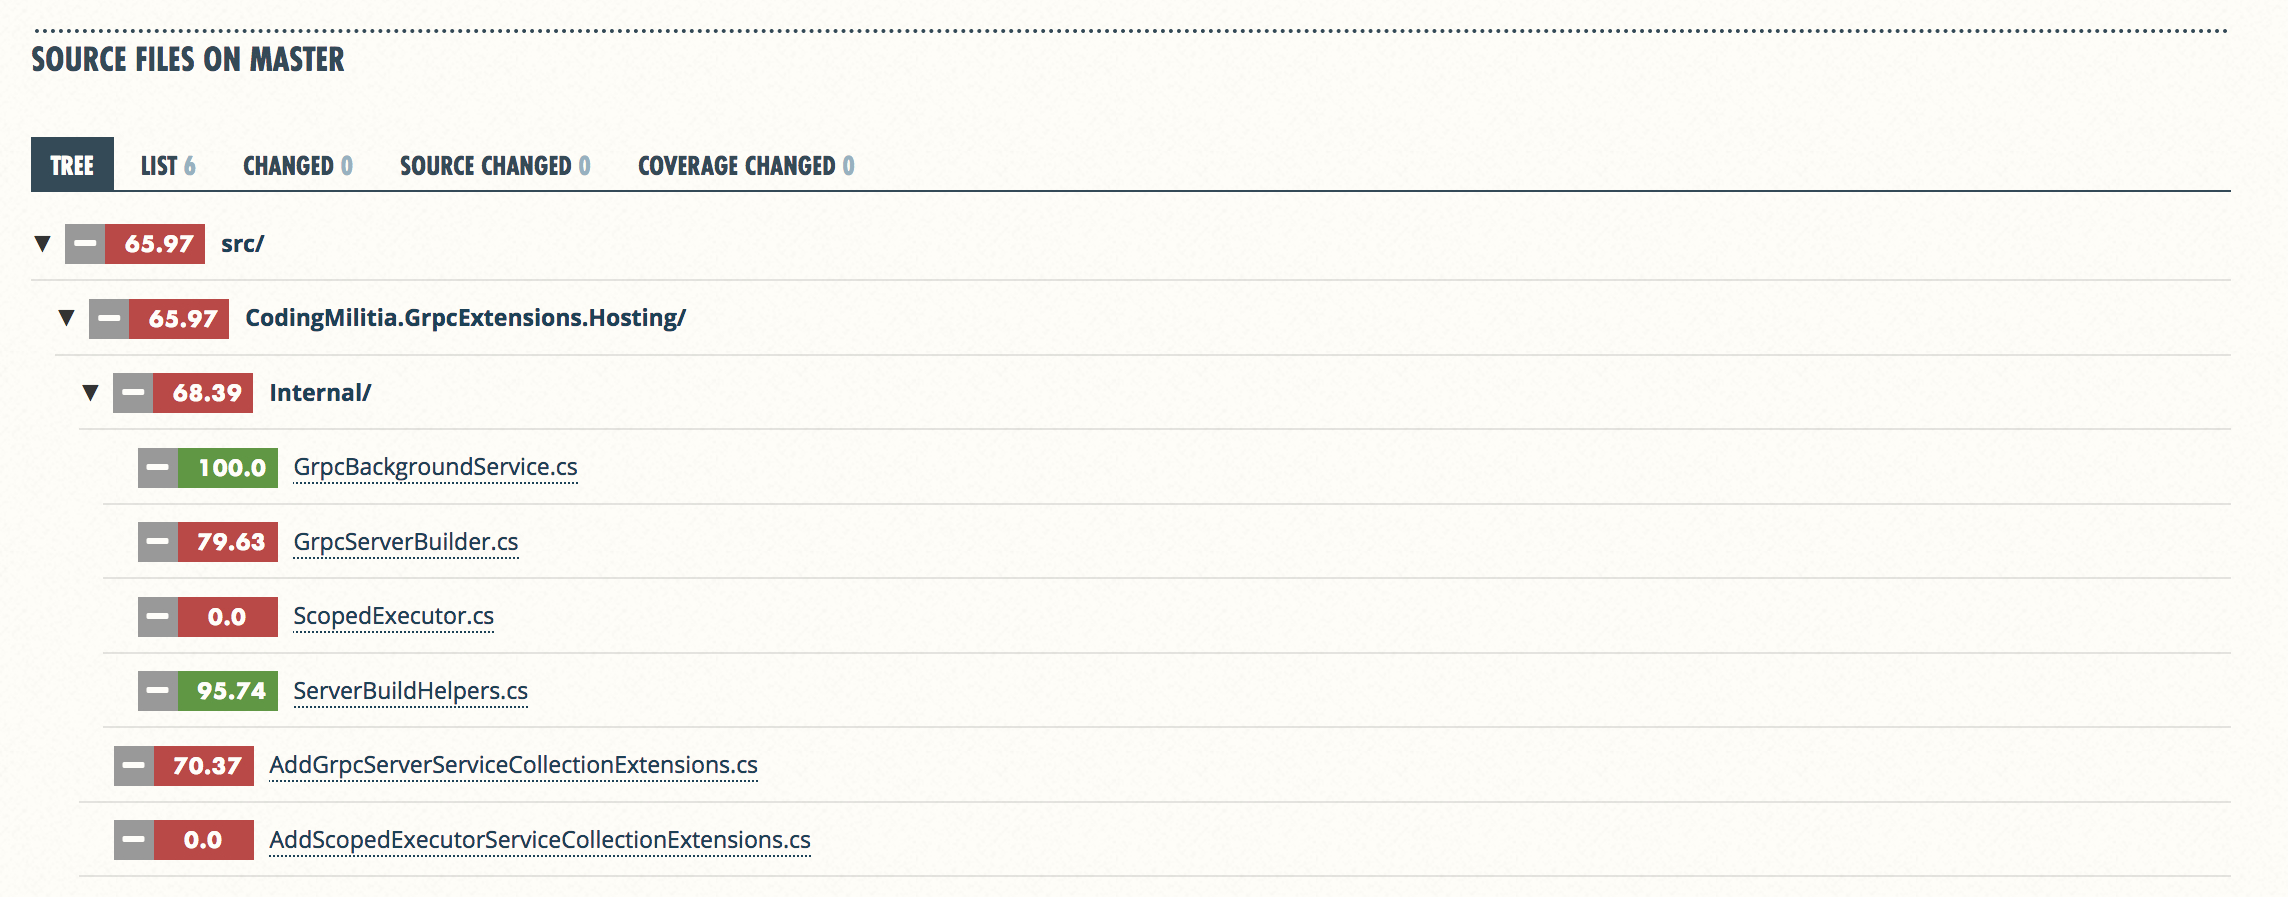 SOURCE FILES ON MASTER
TREE LIST 6 CHANGED 0 SOURCE CHANGED 0 COVERAGE CHANGED 0
▼ — 65.97 src/
▼ — 65.97 CodingMilitia.GrpcExtensions.Hosting/
▼ — 68.39 Internal/
— 100.0 GrpcBackgroundService.cs
— 79.63 GrpcServerBuilder.cs
— 0.0 ScopedExecutor.cs
— 95.74 ServerBuildHelpers.cs
— 70.37 AddGrpcServerServiceCollectionExtensions.cs
— 0.0 AddScopedExecutorServiceCollectionExtensions.cs